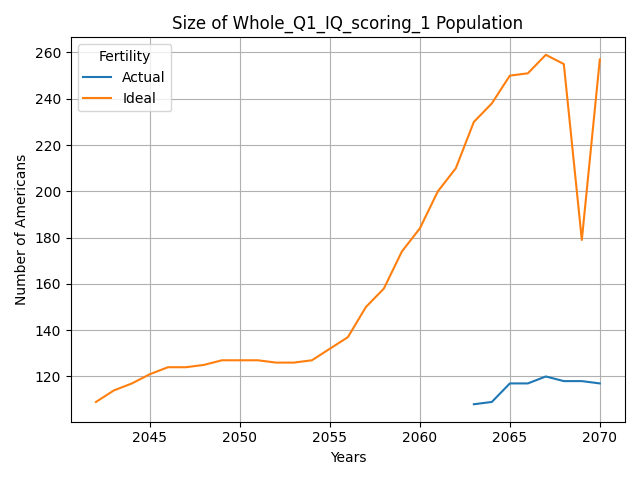 Size of Whole_Q1_IQ_scoring_1 Population
Fertility
Actual
Ideal
260
240
220
200
180
160
140
120
Number of Americans
2045 2050 2055 2060 2065 2070
Years